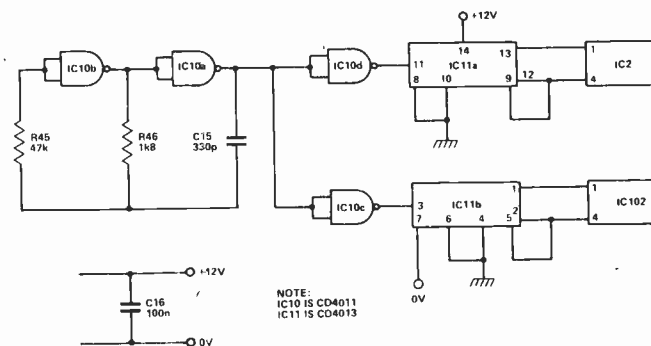 +12V
IC10b
IC10a
IC10d
14
13
11
IC11a
8
10
9
12
1
IC2
4
R45
47k
R46
1k8
C15
330p
IC10c
3
1
IC11b
2
7
6
4
5
1
IC102
4
0V
+12V
C16
100n
0V
NOTE:
IC10 IS CD4011
IC11 IS CD4013